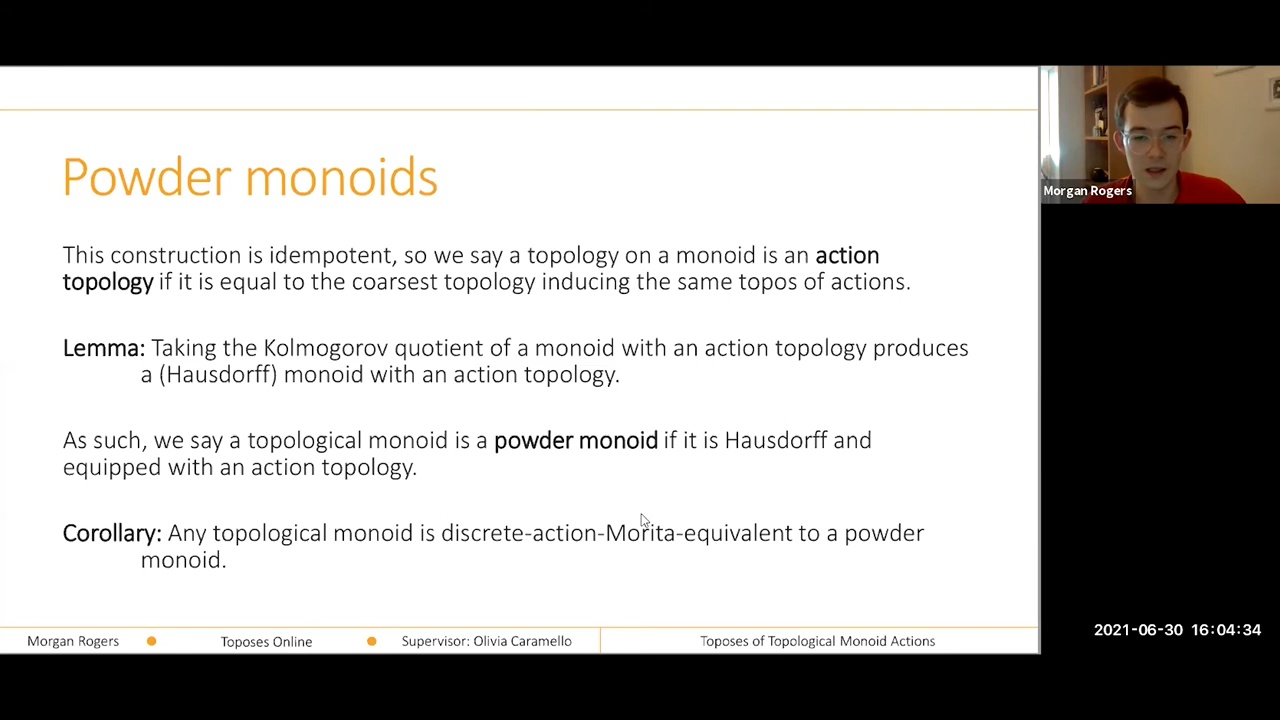 Powder monoids
This construction is idempotent, so we say a topology on a monoid is an action
topology if it is equal to the coarsest topology inducing the same topos of actions.
Lemma: Taking the Kolmogorov quotient of a monoid with an action topology produces
a (Hausdorff) monoid with an action topology.
As such, we say a topological monoid is a powder monoid if it is Hausdorff and
equipped with an action topology.
Corollary: Any topological monoid is discrete-action-Morita-equivalent to a powder
monoid.
Morgan Rogers
Toposes Online
Supervisor: Olivia Caramello
Toposes of Topological Monoid Actions
Morgan Rogers
2021-06-30 16:04:34